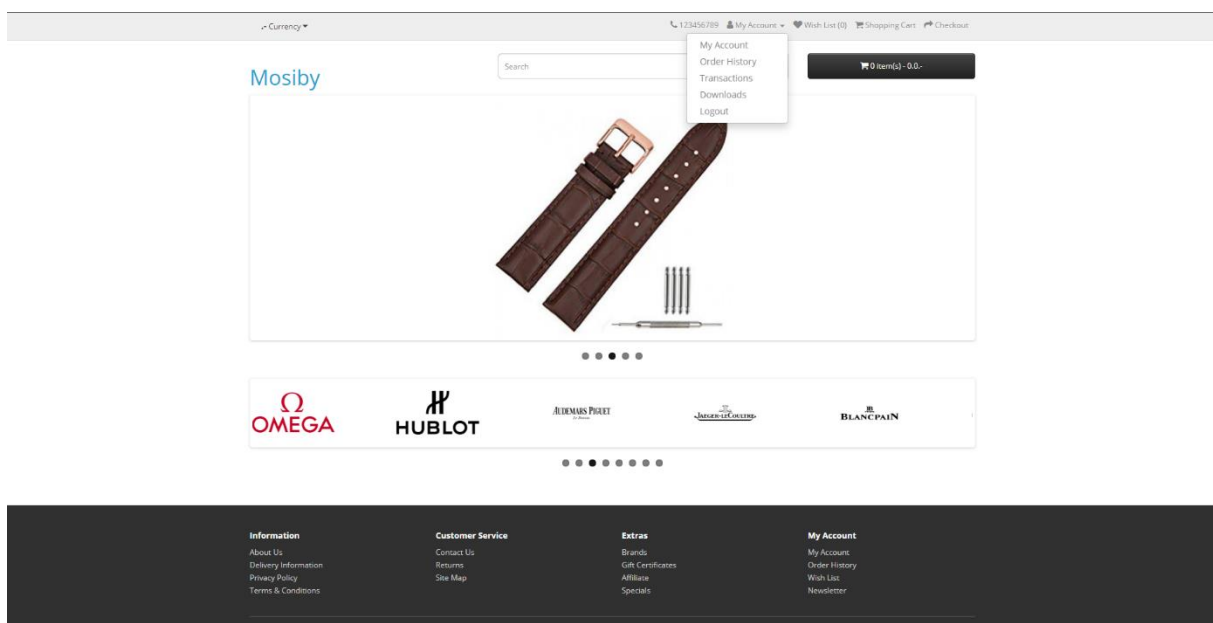 .- Currency
123456789 My Account Wish List (0) Shopping Cart Checkout
My Account
Order History
Transactions
Downloads
Logout
Mosiby
Search
0 item(s) - 0.0.-
OMEGA
HUBLOT
AUDEMARS PIGUET
JAEGER-LECOULTRE
BLANCPAIN
Information
About Us
Delivery Information
Privacy Policy
Terms & Conditions
Customer Service
Contact Us
Returns
Site Map
Extras
Brands
Gift Certificates
Affiliate
Specials
My Account
My Account
Order History
Wish List
Newsletter